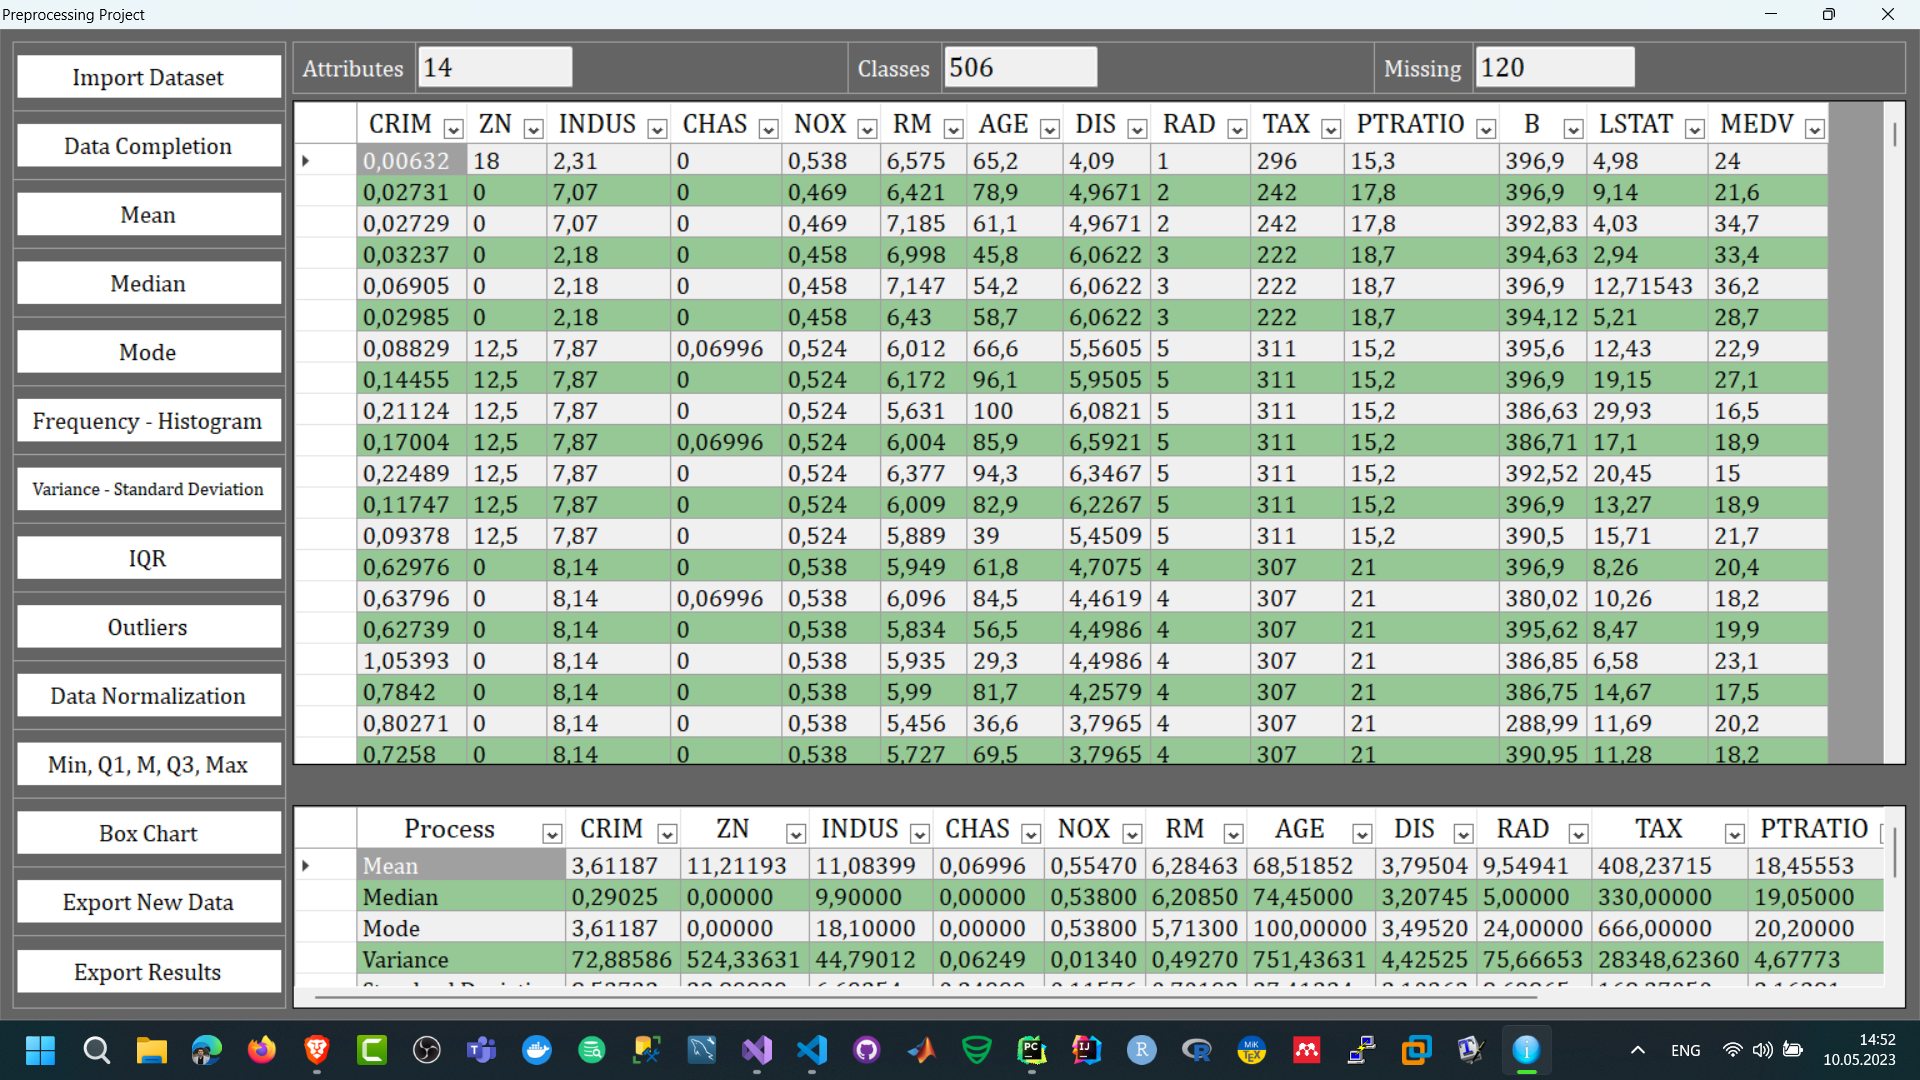 Preprocessing Project
Import Dataset
Data Completion
Mean
Median
Mode
Frequency - Histogram
Variance - Standard Deviation
IQR
Outliers
Data Normalization
Min, Q1, M, Q3, Max
Box Chart
Export New Data
Export Results
Attributes 14 Classes 506 Missing 120
CRIM ZN INDUS CHAS NOX RM AGE DIS RAD TAX PTRATIO B LSTAT MEDV
0,00632 18 2,31 0 0,538 6,575 65,2 4,09 1 296 15,3 396,9 4,98 24
0,02731 0 7,07 0 0,469 6,421 78,9 4,9671 2 242 17,8 396,9 9,14 21,6
0,02729 0 7,07 0 0,469 7,185 61,1 4,9671 2 242 17,8 392,83 4,03 34,7
0,03237 0 2,18 0 0,458 6,998 45,8 6,0622 3 222 18,7 394,63 2,94 33,4
0,06905 0 2,18 0 0,458 7,147 54,2 6,0622 3 222 18,7 396,9 12,71543 36,2
0,02985 0 2,18 0 0,458 6,43 58,7 6,0622 3 222 18,7 394,12 5,21 28,7
0,08829 12,5 7,87 0,06996 0,524 6,012 66,6 5,5605 5 311 15,2 395,6 12,43 22,9
0,14455 12,5 7,87 0 0,524 6,172 96,1 5,9505 5 311 15,2 396,9 19,15 27,1
0,21124 12,5 7,87 0 0,524 5,631 100 6,0821 5 311 15,2 386,63 29,93 16,5
0,17004 12,5 7,87 0,06996 0,524 6,004 85,9 6,5921 5 311 15,2 386,71 17,1 18,9
0,22489 12,5 7,87 0 0,524 6,377 94,3 6,3467 5 311 15,2 392,52 20,45 15
0,11747 12,5 7,87 0 0,524 6,009 82,9 6,2267 5 311 15,2 396,9 13,27 18,9
0,09378 12,5 7,87 0 0,524 5,889 39 5,4509 5 311 15,2 390,5 15,71 21,7
0,62976 0 8,14 0 0,538 5,949 61,8 4,7075 4 307 21 396,9 8,26 20,4
0,63796 0 8,14 0,06996 0,538 6,096 84,5 4,4619 4 307 21 380,02 10,26 18,2
0,62739 0 8,14 0 0,538 5,834 56,5 4,4986 4 307 21 395,62 8,47 19,9
1,05393 0 8,14 0 0,538 5,935 29,3 4,4986 4 307 21 386,85 6,58 23,1
0,7842 0 8,14 0 0,538 5,99 81,7 4,2579 4 307 21 386,75 14,67 17,5
0,80271 0 8,14 0 0,538 5,456 36,6 3,7965 4 307 21 288,99 11,69 20,2
0,7258 0 8,14 0 0,538 5,727 69,5 3,7965 4 307 21 390,95 11,28 18,2
Process CRIM ZN INDUS CHAS NOX RM AGE DIS RAD TAX PTRATIO
Mean 3,61187 11,21193 11,08399 0,06996 0,55470 6,28463 68,51852 3,79504 9,54941 408,23715 18,45553
Median 0,29025 0,00000 9,90000 0,00000 0,53800 6,20850 74,45000 3,20745 5,00000 330,00000 19,05000
Mode 3,61187 0,00000 18,10000 0,00000 0,53800 5,71300 100,00000 3,49520 24,00000 666,00000 20,20000
Variance 72,88586 524,33631 44,79012 0,06249 0,01340 0,49270 751,43631 4,42525 75,66653 28348,62360 4,67773
ENG
14:52
10.05.2023